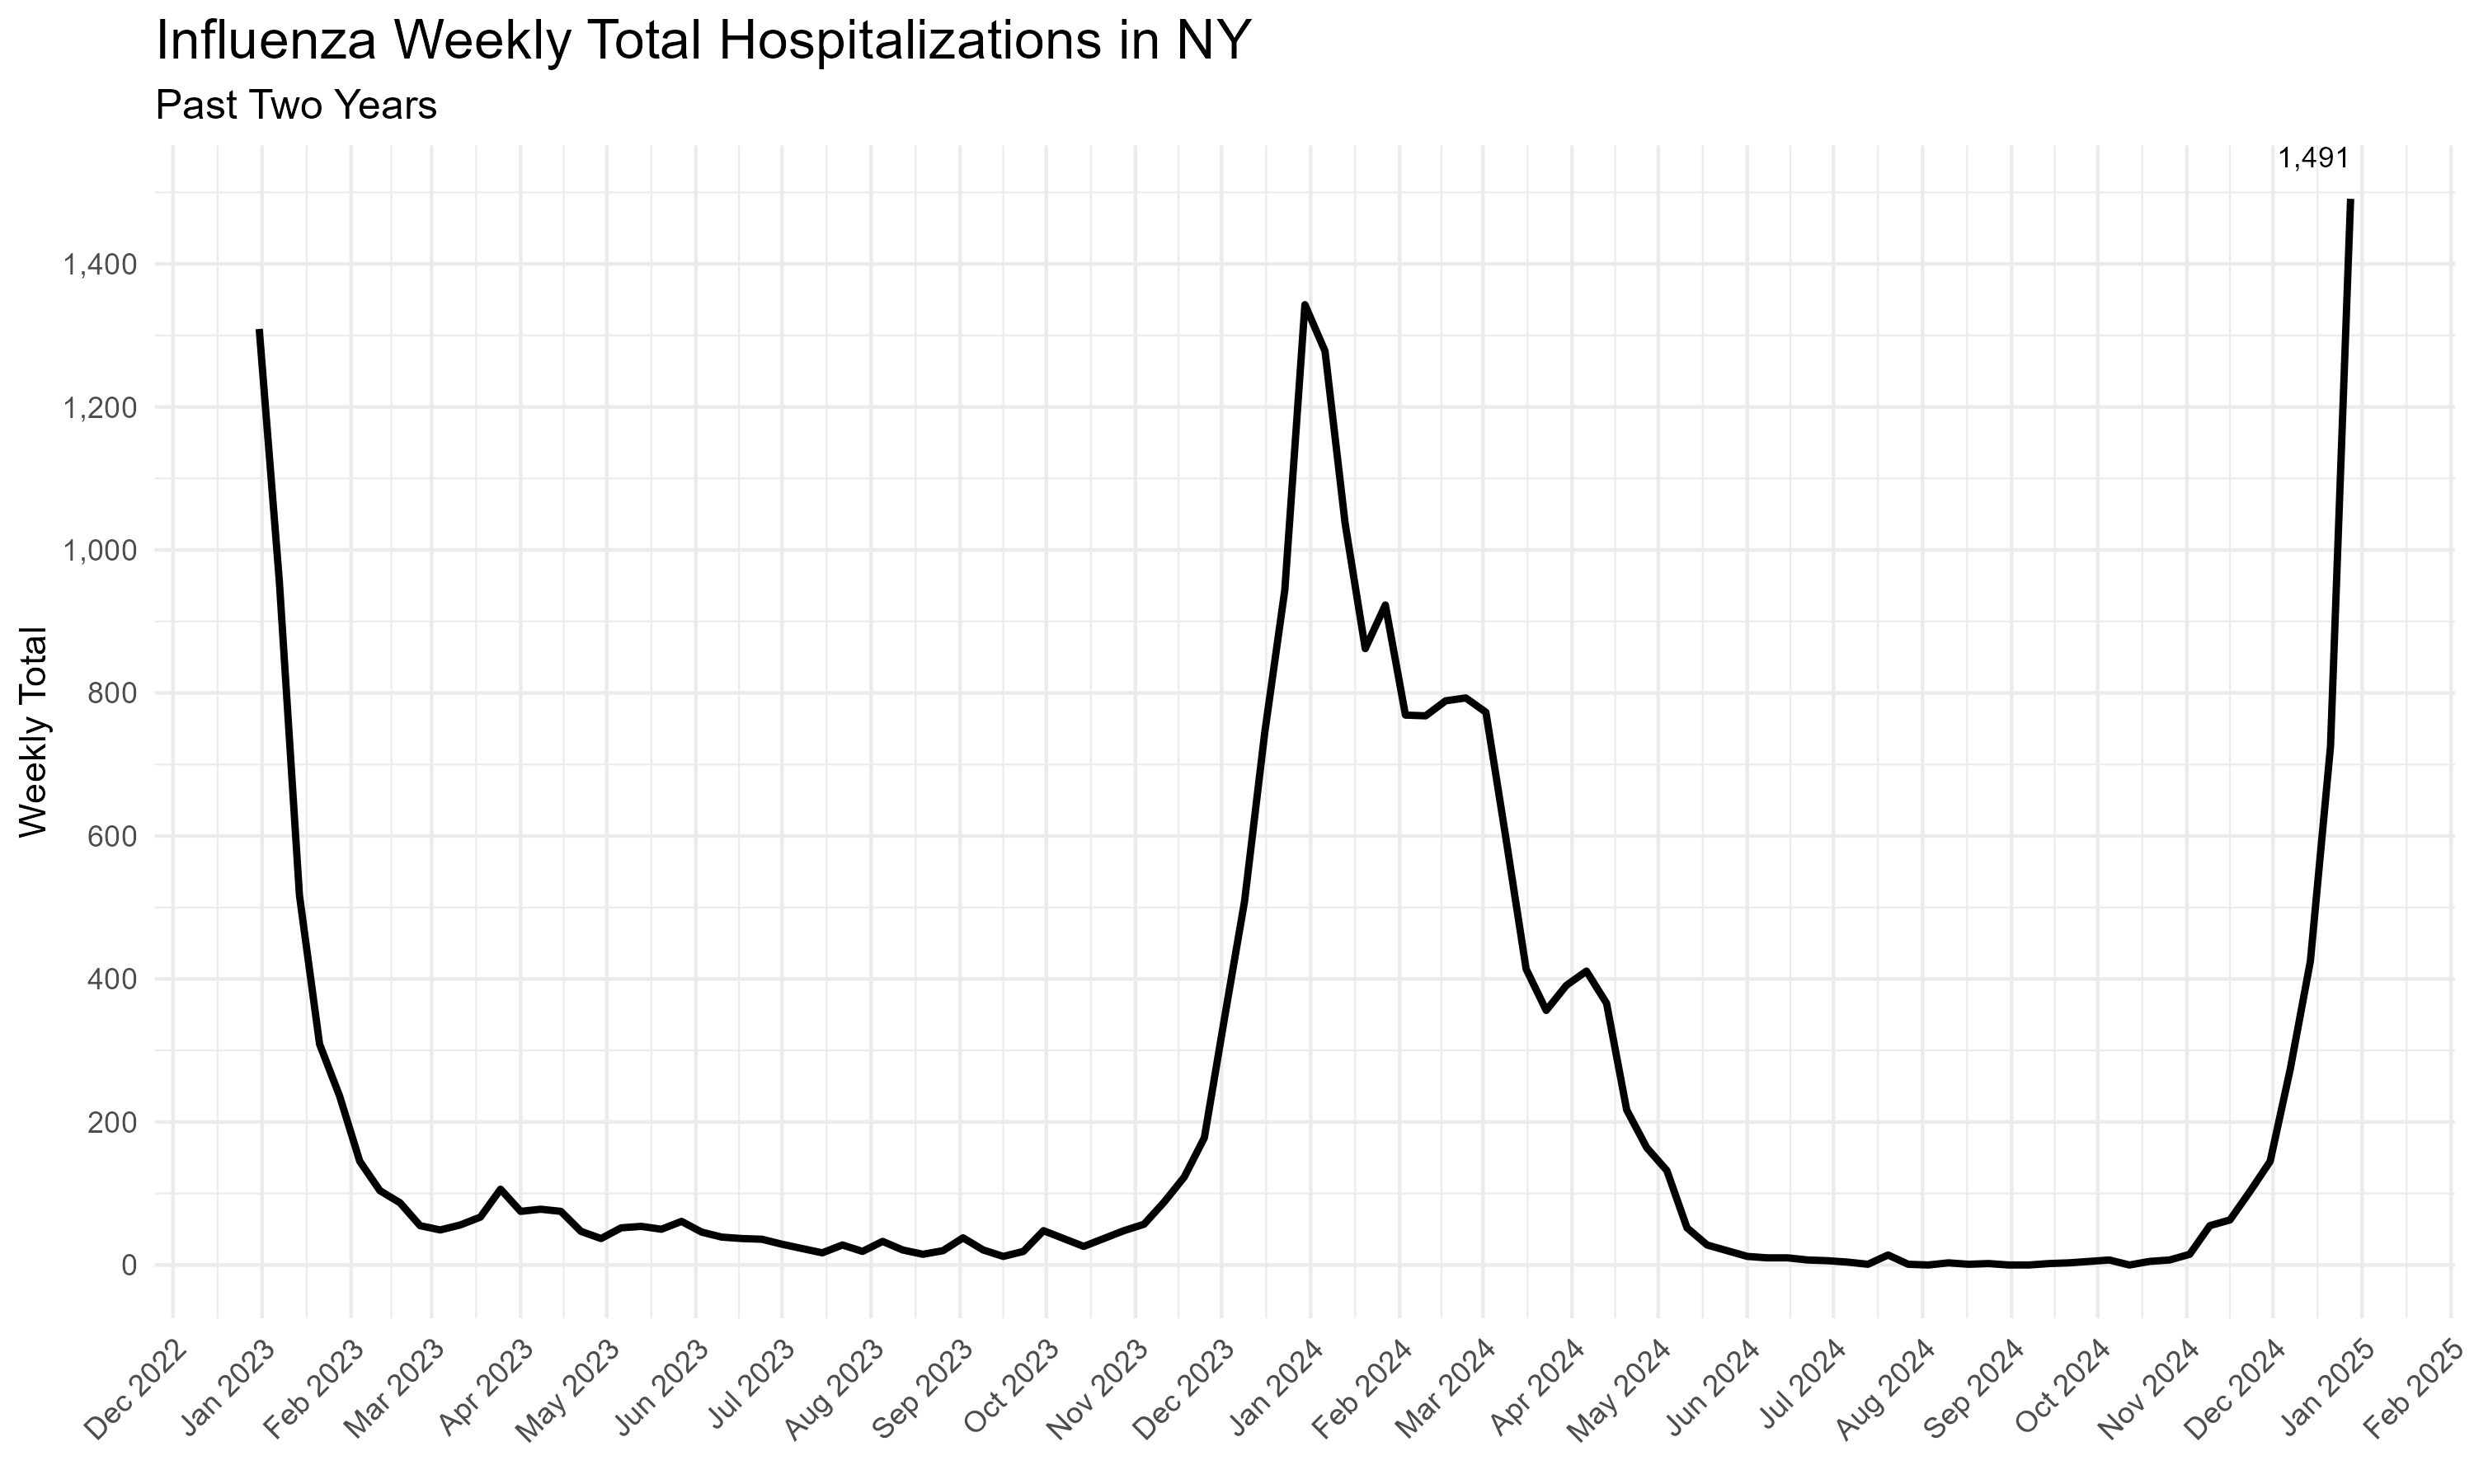 Influenza Weekly Total Hospitalizations in NY
Past Two Years
1,491
1,400
1,200
1,000
800
600
400
200
0
Weekly Total
Dec 2022
Jan 2023
Feb 2023
Mar 2023
Apr 2023
May 2023
Jun 2023
Jul 2023
Aug 2023
Sep 2023
Oct 2023
Nov 2023
Dec 2023
Jan 2024
Feb 2024
Mar 2024
Apr 2024
May 2024
Jun 2024
Jul 2024
Aug 2024
Sep 2024
Oct 2024
Nov 2024
Dec 2024
Jan 2025
Feb 2025